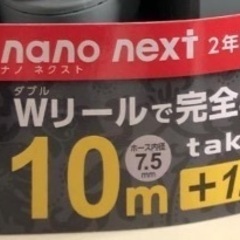 nano next 2年
ナノ ネクスト
ダブル
Wリールで完全
ホース内径
7.5
mm
10m
tak
+1